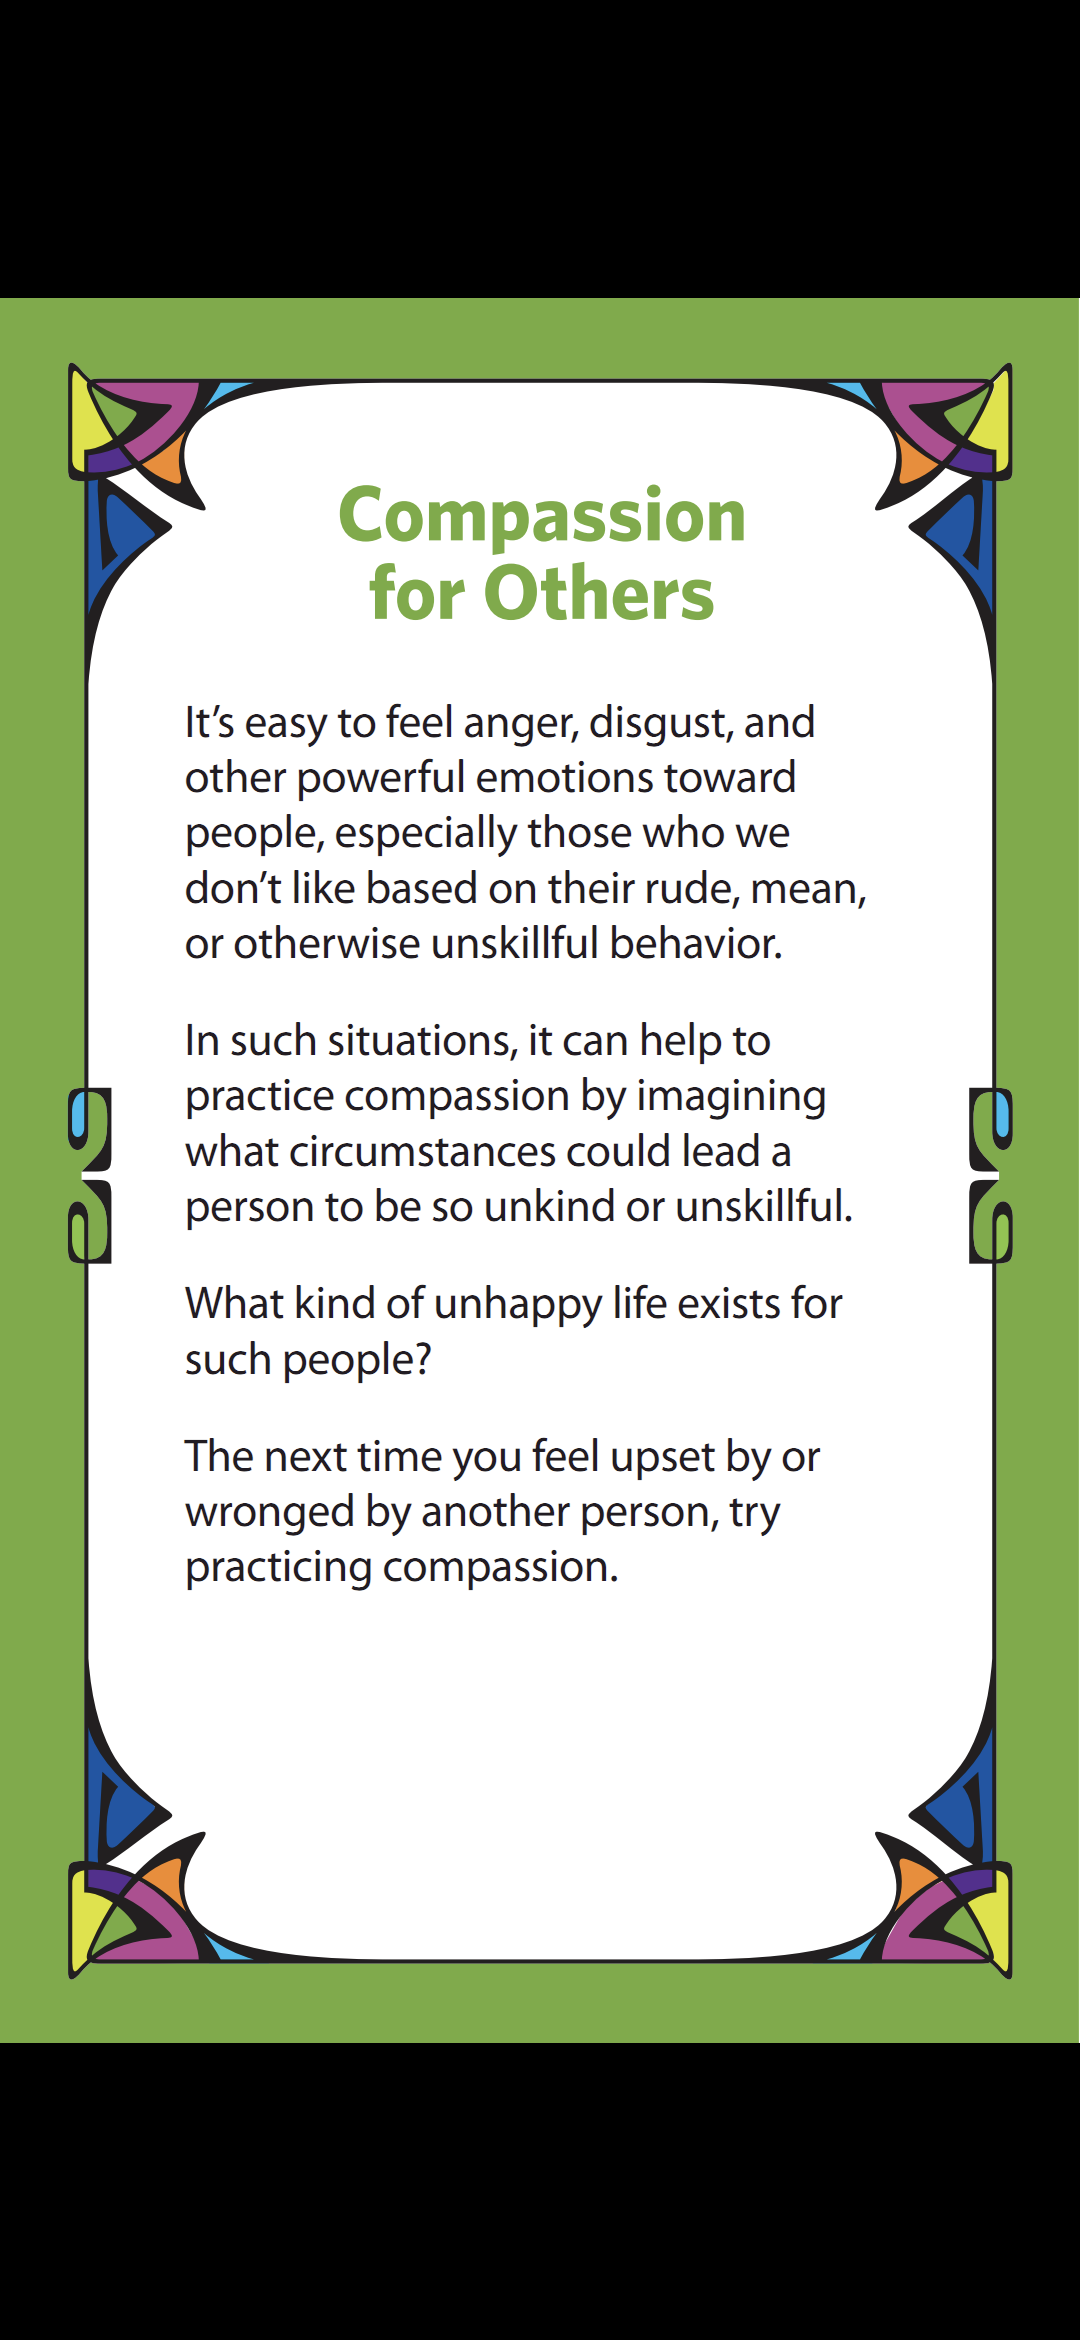 Compassion
for Others
It’s easy to feel anger, disgust, and
other powerful emotions toward
people, especially those who we
don’t like based on their rude, mean,
or otherwise unskillful behavior.
In such situations, it can help to
practice compassion by imagining
what circumstances could lead a
person to be so unkind or unskillful.
What kind of unhappy life exists for
such people?
The next time you feel upset by or
wronged by another person, try
practicing compassion.